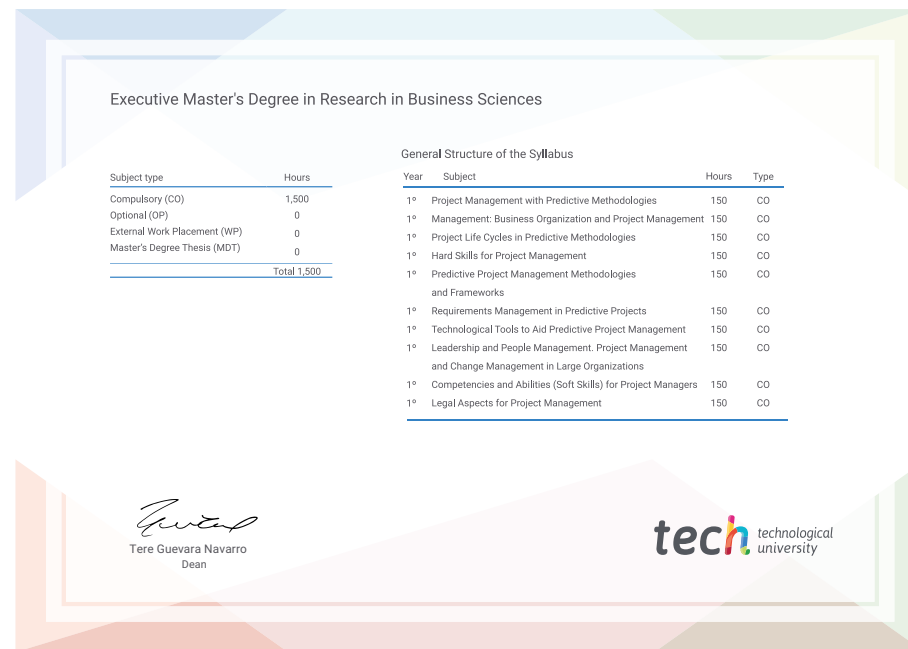 Executive Master's Degree in Research in Business Sciences
Subject type Hours
Compulsory (CO) 1,500
Optional (OP) 0
External Work Placement (WP) 0
Master's Degree Thesis (MDT) 0
Total 1,500
General Structure of the Syllabus
Year Subject Hours Type
1º Project Management with Predictive Methodologies 150 CO
1º Management: Business Organization and Project Management 150 CO
1º Project Life Cycles in Predictive Methodologies 150 CO
1º Hard Skills for Project Management 150 CO
1º Predictive Project Management Methodologies 150 CO
and Frameworks
1º Requirements Management in Predictive Projects 150 CO
1º Technological Tools to Aid Predictive Project Management 150 CO
1º Leadership and People Management. Project Management 150 CO
and Change Management in Large Organizations
1º Competencies and Abilities (Soft Skills) for Project Managers 150 CO
1º Legal Aspects for Project Management 150 CO
Tere Guevara Navarro
Dean
tech technological
university